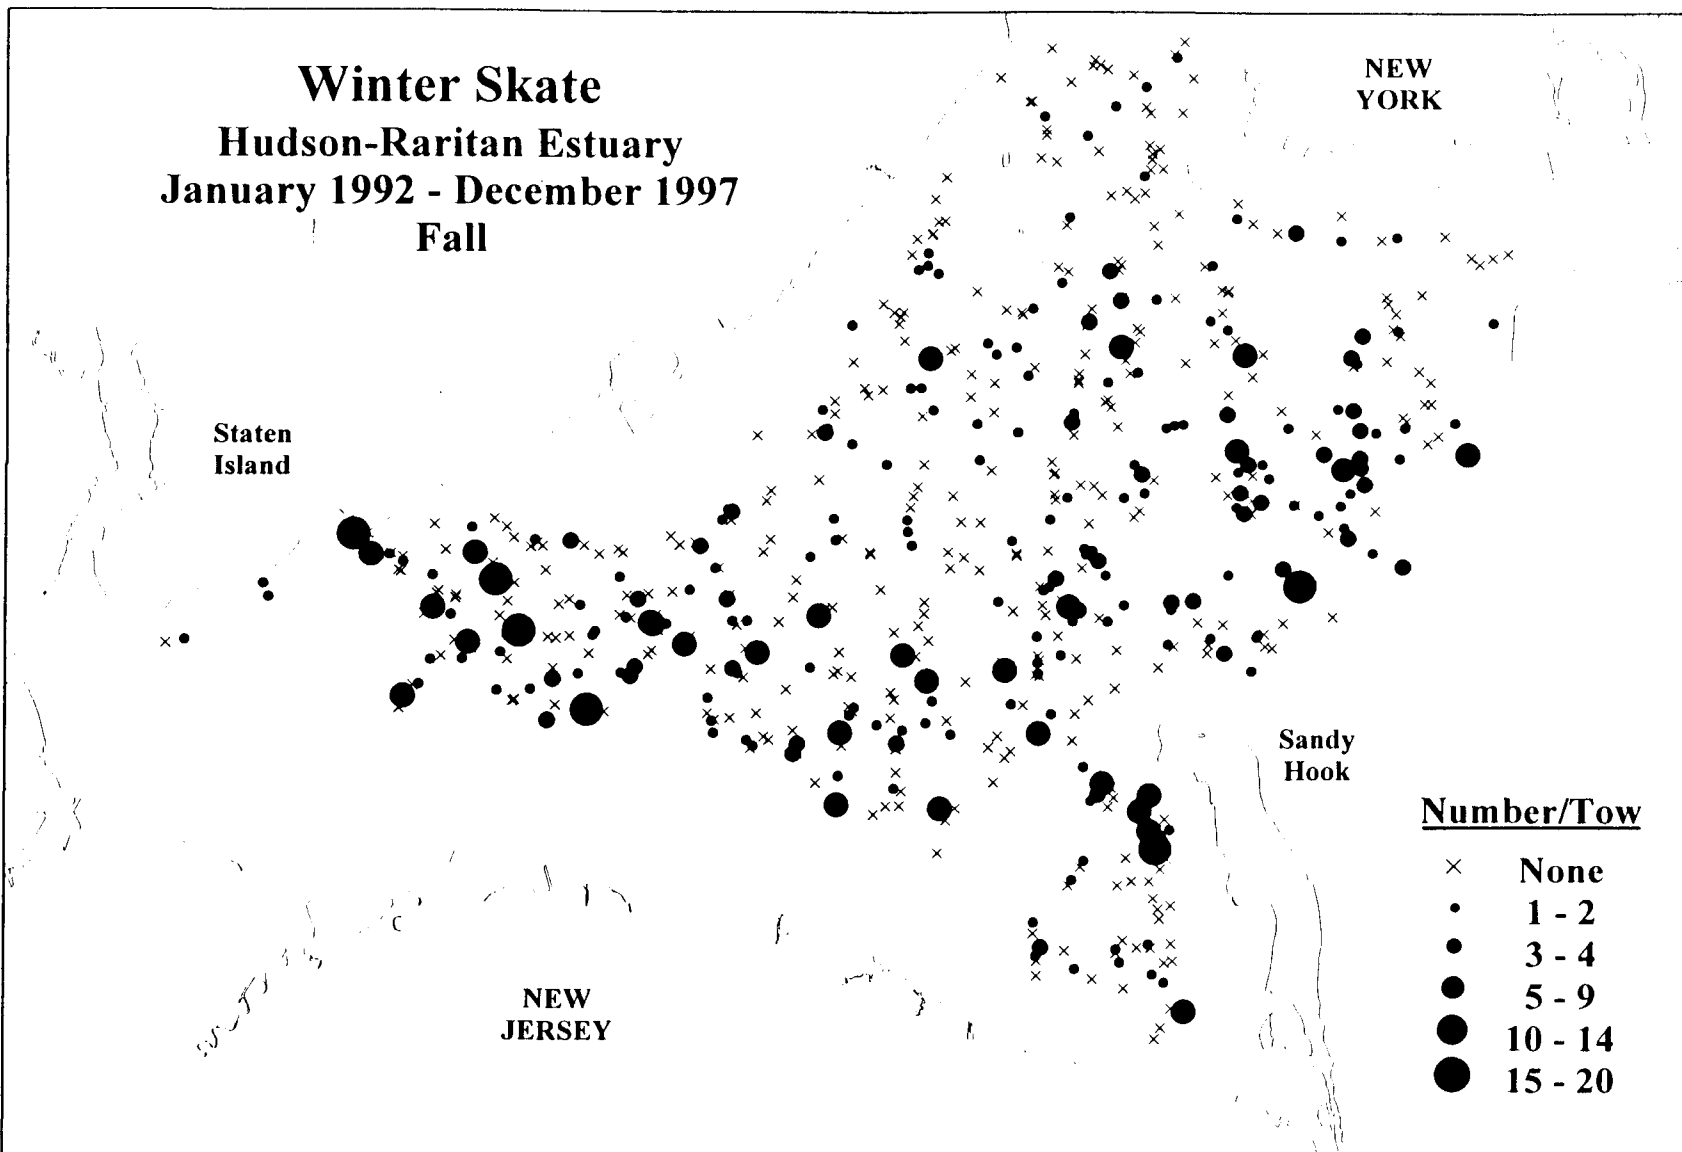 Winter Skate
Hudson-Raritan Estuary
January 1992 - December 1997
Fall
NEW
YORK
Staten
Island
Sandy
Hook
NEW
JERSEY
Number/Tow
× None
1 - 2
3 - 4
5 - 9
10 - 14
15 - 20